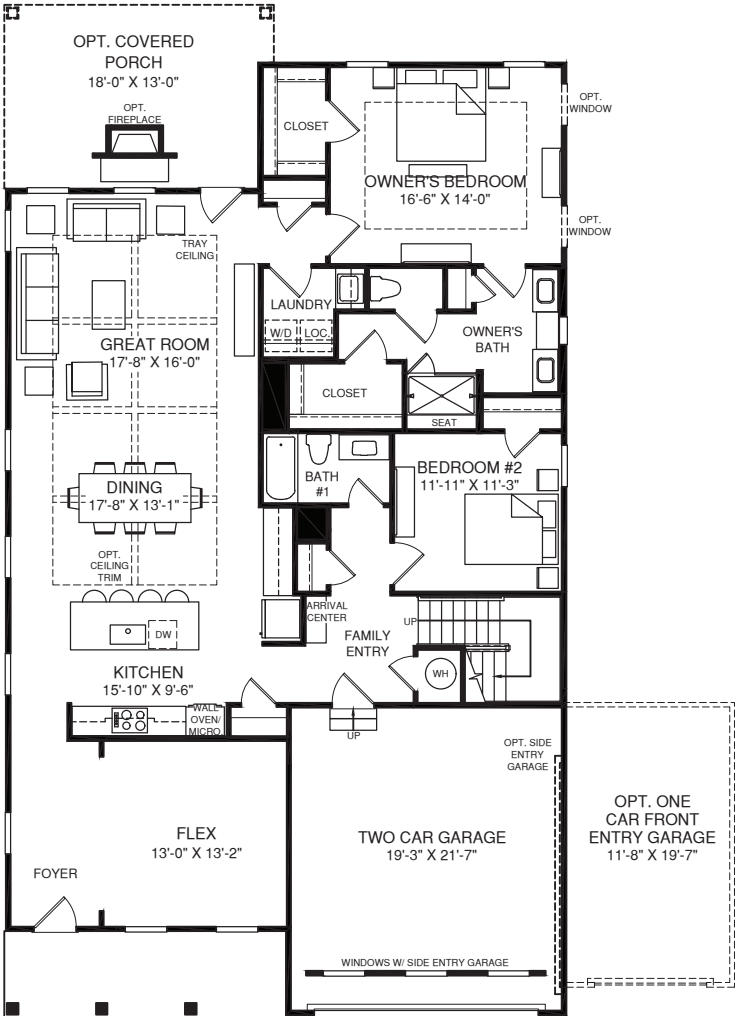 OPT. COVERED
PORCH
18'-0" X 13'-0"
OPT.
FIREPLACE
CLOSET
OPT.
WINDOW
OWNER'S BEDROOM
16'-6" X 14'-0"
OPT.
WINDOW
TRAY
CEILING
LAUNDRY
W/D
LOC.
OWNER'S
BATH
GREAT ROOM
17'-8" X 16'-0"
CLOSET
SEAT
BATH
#1
BEDROOM #2
11'-11" X 11'-3"
DINING
17'-8" X 13'-1"
OPT.
CEILING
TRIM
ARRIVAL
CENTER
UP
DW
FAMILY
ENTRY
WH
KITCHEN
15'-10" X 9'-6"
WALL
OVEN/
MICRO.
UP
OPT. SIDE
ENTRY
GARAGE
OPT. ONE
CAR FRONT
ENTRY GARAGE
11'-8" X 19'-7"
FLEX
13'-0" X 13'-2"
TWO CAR GARAGE
19'-3" X 21'-7"
FOYER
WINDOWS W/ SIDE ENTRY GARAGE